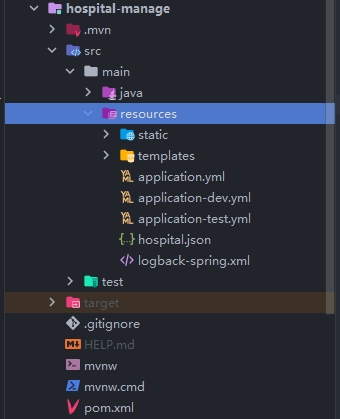 hospital-manage
.mvn
src
main
java
resources
static
templates
application.yml
application-dev.yml
application-test.yml
hospital.json
logback-spring.xml
test
target
.gitignore
HELP.md
mvnw
mvnw.cmd
pom.xml